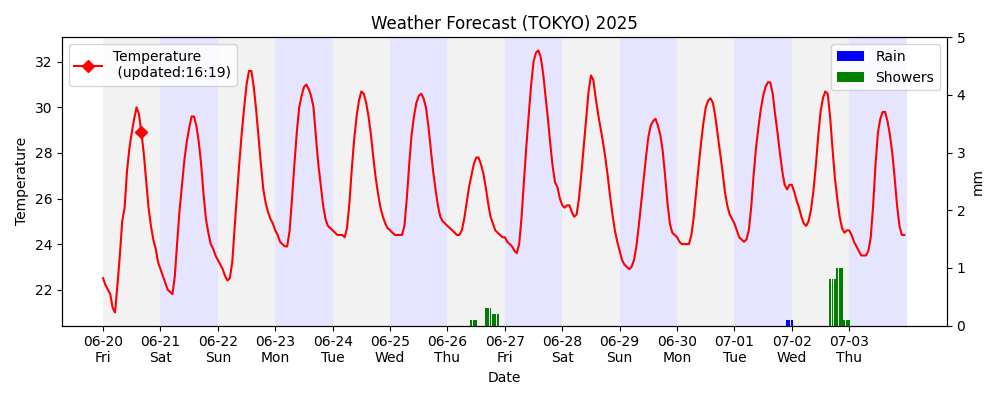 Weather Forecast (TOKYO) 2025
Temperature
(updated:16:19)
Rain
Showers
Temperature
32
30
28
26
24
22
5
4
3
2
1
0
mm
06-20 06-21 06-22 06-23 06-24 06-25 06-26 06-27 06-28 06-29 06-30 07-01 07-02 07-03
Fri Sat Sun Mon Tue Wed Thu Fri Sat Sun Mon Tue Wed Thu
Date